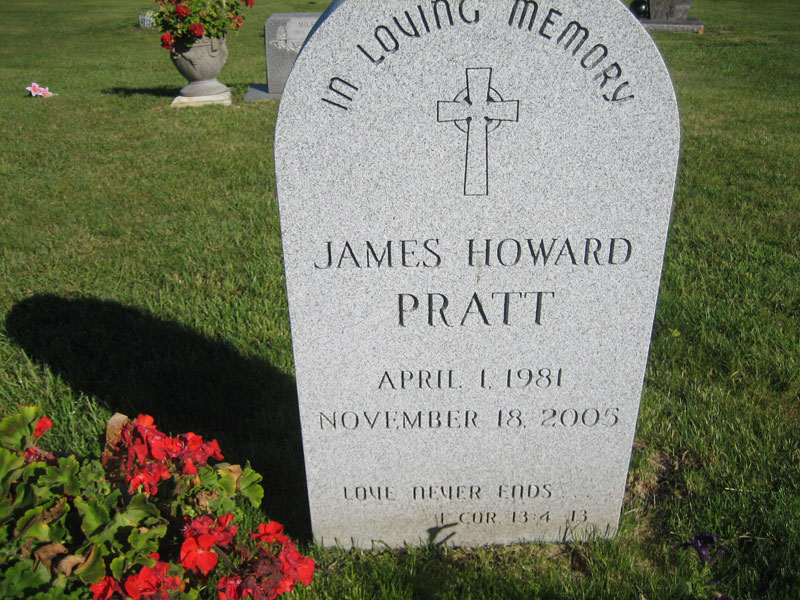 IN LOVING MEMORY
JAMES HOWARD
PRATT
APRIL 1, 1981
NOVEMBER 18, 2005
LOVE NEVER ENDS...
1 COR 13:4, 13